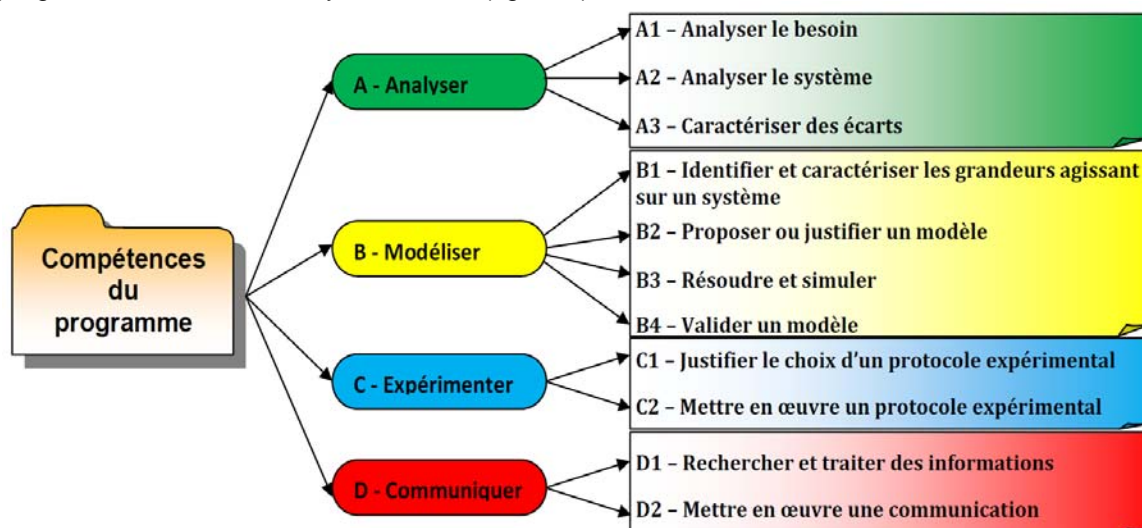 Compétences
du
programme
A - Analyser
A1 – Analyser le besoin
A2 – Analyser le système
A3 – Caractériser des écarts
B - Modéliser
B1 – Identifier et caractériser les grandeurs agissant
sur un système
B2 – Proposer ou justifier un modèle
B3 – Résoudre et simuler
B4 – Valider un modèle
C - Expérimenter
C1 – Justifier le choix d’un protocole expérimental
C2 – Mettre en œuvre un protocole expérimental
D - Communiquer
D1 – Rechercher et traiter des informations
D2 – Mettre en œuvre une communication